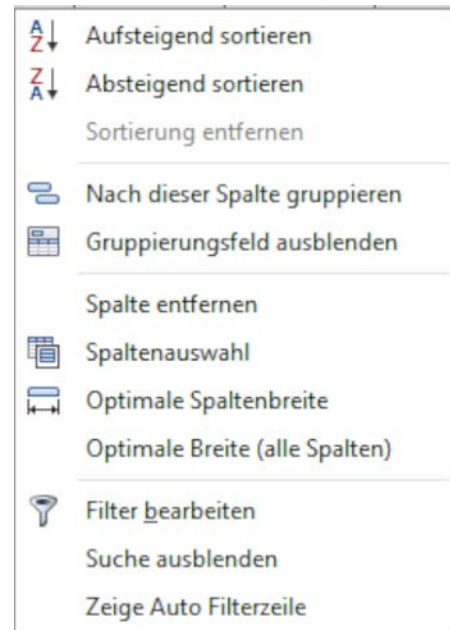 Aufsteigend sortieren
Absteigend sortieren
Sortierung entfernen
Nach dieser Spalte gruppieren
Gruppierungsfeld ausblenden
Spalte entfernen
Spaltenauswahl
Optimale Spaltenbreite
Optimale Breite (alle Spalten)
Filter bearbeiten
Suche ausblenden
Zeige Auto Filterzeile